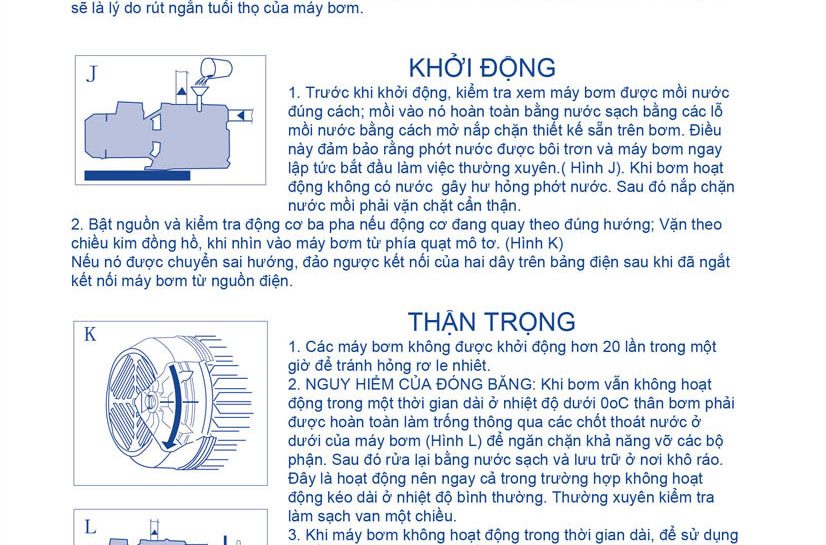 sẽ là lý do rút ngắn tuổi thọ của máy bơm.
J
KHỞI ĐỘNG
1. Trước khi khởi động, kiểm tra xem máy bơm được mồi nước
đúng cách; mồi vào nó hoàn toàn bằng nước sạch bằng các lỗ
mồi nước bằng cách mở nắp chặn thiết kế sẵn trên bơm. Điều
này đảm bảo rằng phớt nước được bôi trơn và máy bơm ngay
lập tức bắt đầu làm việc thường xuyên.( Hình J). Khi bơm hoạt
động không có nước gây hư hỏng phớt nước. Sau đó nắp chặn
nước mồi phải vặn chặt cẩn thận.
2. Bật nguồn và kiểm tra động cơ ba pha nếu động cơ đang quay theo đúng hướng; Vặn theo
chiều kim đồng hồ, khi nhìn vào máy bơm từ phía quạt mô tơ. (Hình K)
Nếu nó được chuyển sai hướng, đảo ngược kết nối của hai dây trên bảng điện sau khi đã ngắt
kết nối máy bơm từ nguồn điện.
K
THẬN TRỌNG
1. Các máy bơm không được khởi động hơn 20 lần trong một
giờ để tránh hỏng rơ le nhiêt.
2. NGUY HIỂM CỦA ĐÓNG BĂNG: Khi bơm vẫn không hoạt
động trong một thời gian dài ở nhiệt độ dưới 0oC thân bơm phải
được hoàn toàn làm trống thông qua các chốt thoát nước ở
dưới của máy bơm (Hình L) để ngăn chặn khả năng vỡ các bộ
phận. Sau đó rửa lại bằng nước sạch và lưu trữ ở nơi khô ráo.
Đây là hoạt động nên ngay cả trong trường hợp không hoạt
động kéo dài ở nhiệt độ bình thường. Thường xuyên kiểm tra
làm sạch van một chiều.
L
3. Khi máy bơm không hoạt động trong thời gian dài, để sử dụng